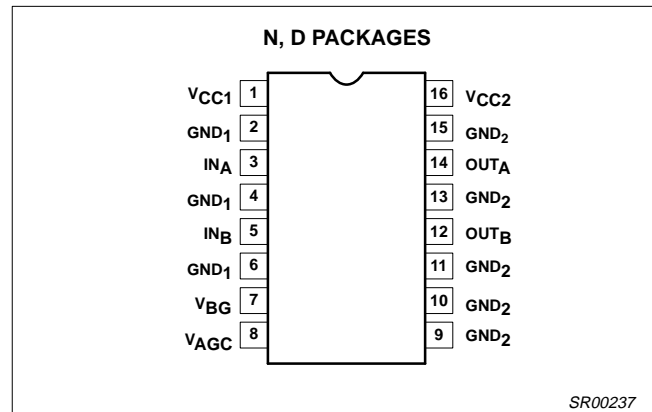 N, D PACKAGES
VCC1 1 16 VCC2
GND1 2 15 GND2
INA 3 14 OUTA
GND1 4 13 GND2
INB 5 12 OUTB
GND1 6 11 GND2
VBG 7 10 GND2
VAGC 8 9 GND2
SR00237